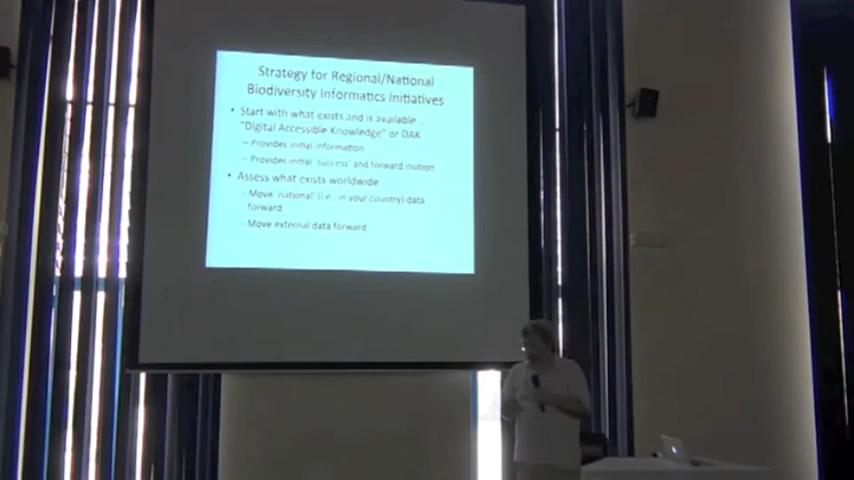 Strategy for Regional/National
Biodiversity Informatics Initiatives
• Start with what exists and is available –
"Digital Accessible Knowledge" or DAK
– Provides initial information
– Provides initial 'success' and forward motion
• Assess what exists worldwide
– Move 'national' (i.e., in your country) data
forward
– Move external data forward